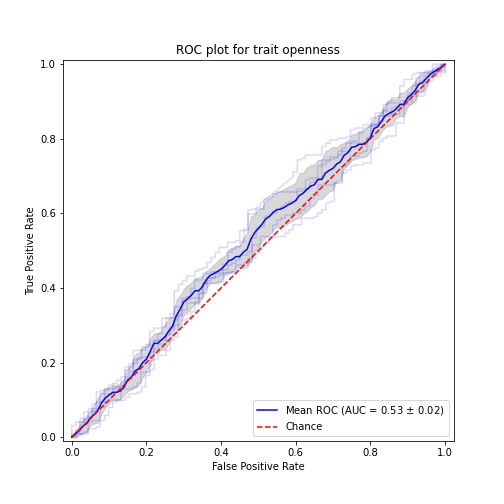 ROC plot for trait openness
1.0
0.8
0.6
0.4
0.2
0.0
True Positive Rate
0.0 0.2 0.4 0.6 0.8 1.0
False Positive Rate
Mean ROC (AUC = 0.53 ± 0.02)
Chance